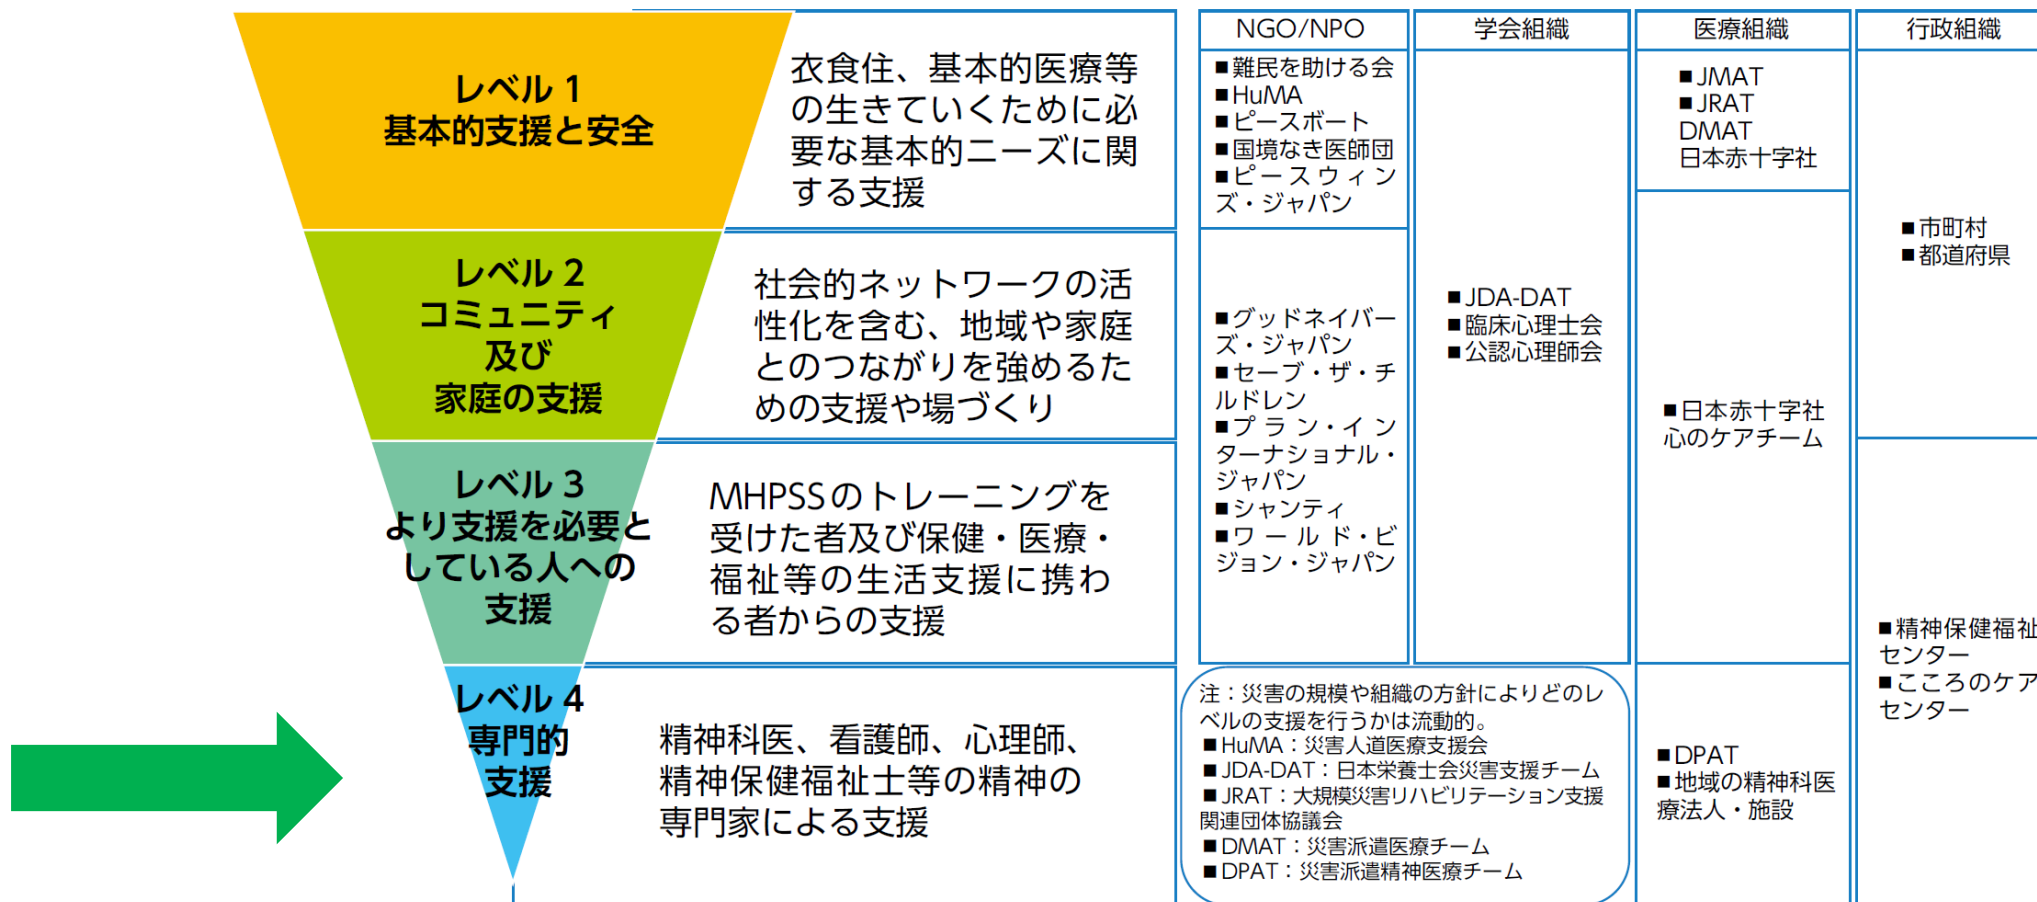 レベル 1
基本的支援と安全
衣食住、基本的医療等
の生きていくために必
要な基本的ニーズに関
する支援
レベル 2
コミュニティ
及び
家庭の支援
社会的ネットワークの活
性化を含む、地域や家庭
とのつながりを強めるた
めの支援や場づくり
レベル 3
より支援を必要と
している人への
支援
MHPSSのトレーニングを
受けた者及び保健・医療・
福祉等の生活支援に携わ
る者からの支援
レベル 4
専門的
支援
精神科医、看護師、心理師、
精神保健福祉士等の精神の
専門家による支援
NGO/NPO
■難民を助ける会
■HuMA
■ピースボート
■国境なき医師団
■ピースウィン
ズ・ジャパン
■グッドネイバー
ズ・ジャパン
■セーブ・ザ・チ
ルドレン
■プラン・イン
ターナショナル・
ジャパン
■シャンティ
■ワールド・ビ
ジョン・ジャパン
学会組織
■JDA-DAT
■臨床心理士会
■公認心理師会
医療組織
■JMAT
■JRAT
DMAT
日本赤十字社
■日本赤十字社
心のケアチーム
■DPAT
■地域の精神科医
療法人・施設
行政組織
■市町村
■都道府県
■精神保健福祉
センター
■こころのケア
センター
注：災害の規模や組織の方針によりどのレ
ベルの支援を行うかは流動的。
■HuMA：災害人道医療支援会
■JDA-DAT：日本栄養士会災害支援チーム
■JRAT：大規模災害リハビリテーション支援
関連団体協議会
■DMAT：災害派遣医療チーム
■DPAT：災害派遣精神医療チーム